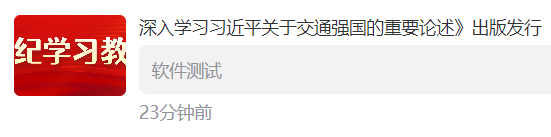 纪学习教
深入学习习近平关于交通强国的重要论述》出版发行
软件测试
23分钟前